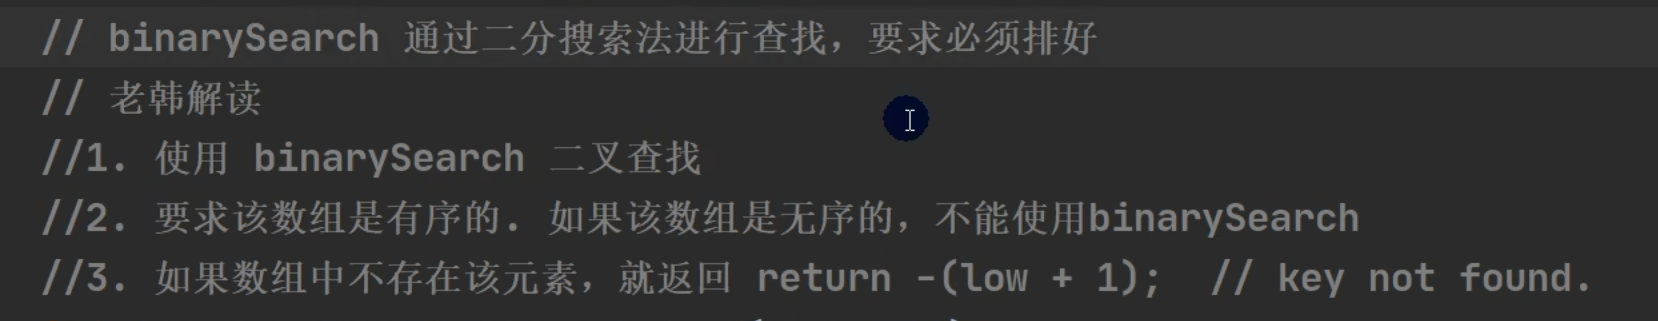 // binarySearch 通过二分搜索法进行查找，要求必须排好
// 老韩解读
//1. 使用 binarySearch 二叉查找
//2. 要求该数组是有序的. 如果该数组是无序的，不能使用binarySearch
//3. 如果数组中不存在该元素，就返回 return -(low + 1);  // key not found.